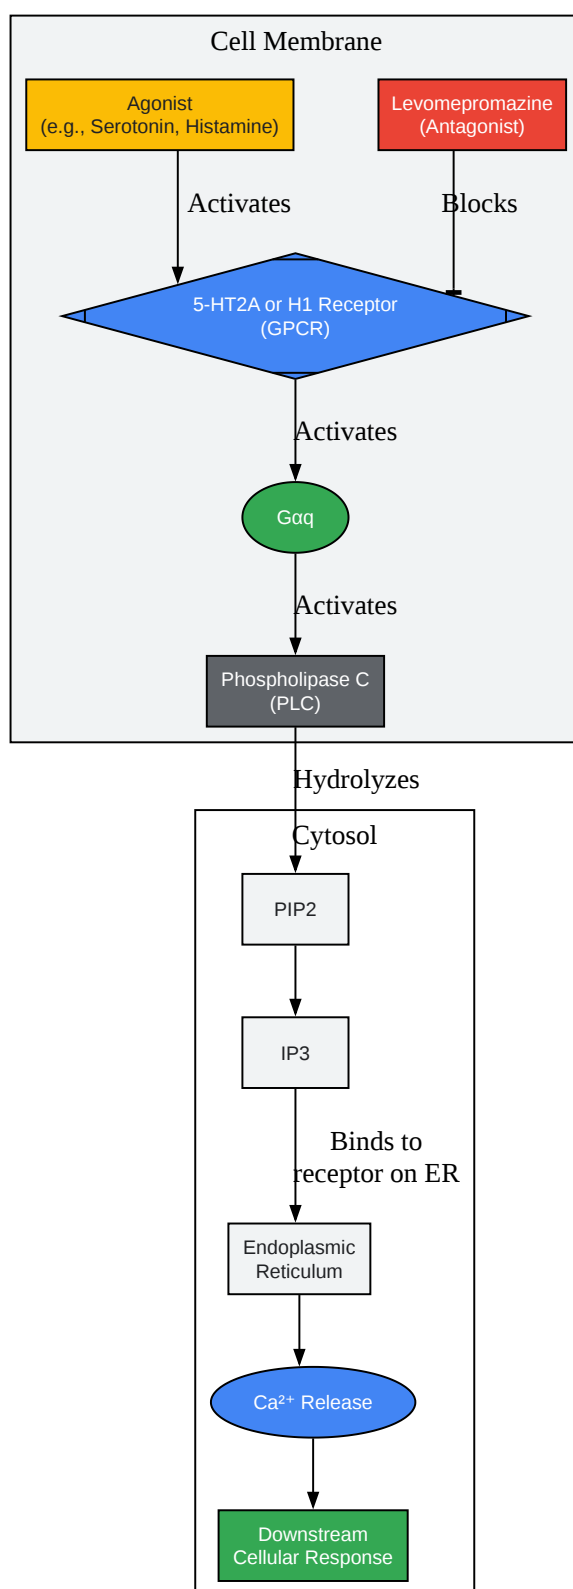 Cell Membrane
Agonist
(e.g., Serotonin, Histamine)
Levomepromazine
(Antagonist)
Activates
Blocks
5-HT2A or H1 Receptor
(GPCR)
Activates
Gαq
Activates
Phospholipase C
(PLC)
Hydrolyzes
Cytosol
PIP2
IP3
Binds to
receptor on ER
Endoplasmic
Reticulum
Ca²⁺ Release
Downstream
Cellular Response